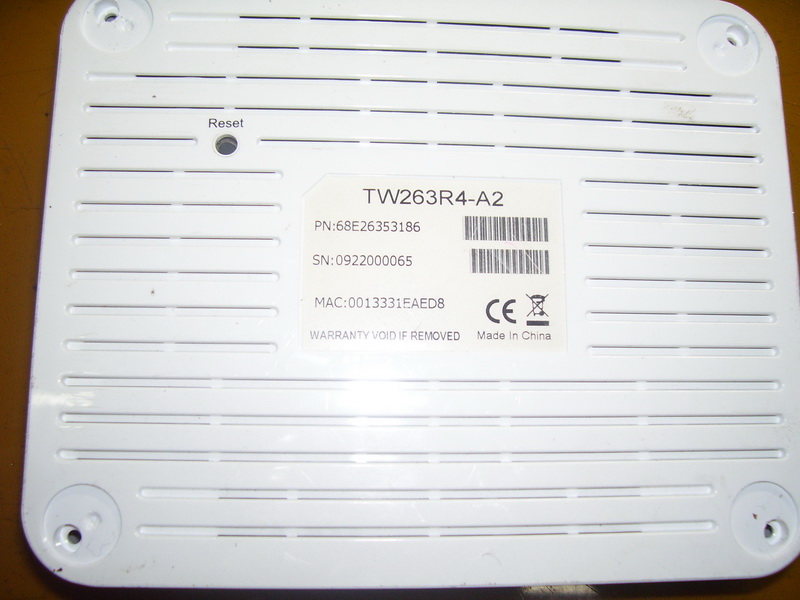 Reset
TW263R4-A2
PN:68E26353186
SN:0922000065
MAC:0013331EAED8
CE
WARRANTY VOID IF REMOVED
Made In China